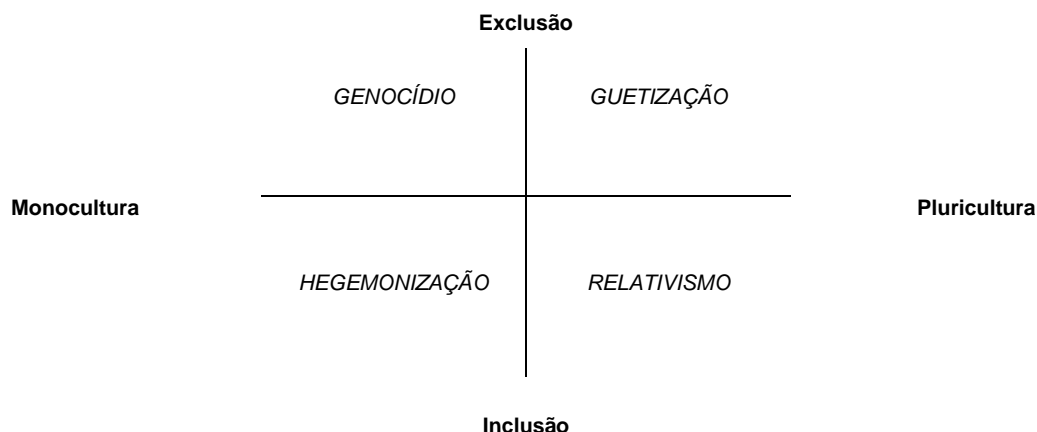 Exclusão
GENOCÍDIO GUETIZAÇÃO
Monocultura Pluricultura
HEGEMONIZAÇÃO RELATIVISMO
Inclusão